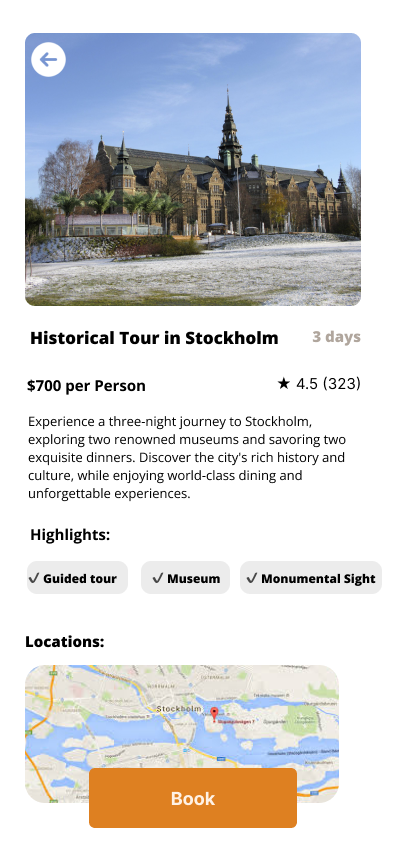 Historical Tour in Stockholm
3 days
$700 per Person
★ 4.5 (323)
Experience a three-night journey to Stockholm,
exploring two renowned museums and savoring two
exquisite dinners. Discover the city's rich history and
culture, while enjoying world-class dining and
unforgettable experiences.
Highlights:
✓ Guided tour
✓ Museum
✓ Monumental Sight
Locations:
Stockholm
Book